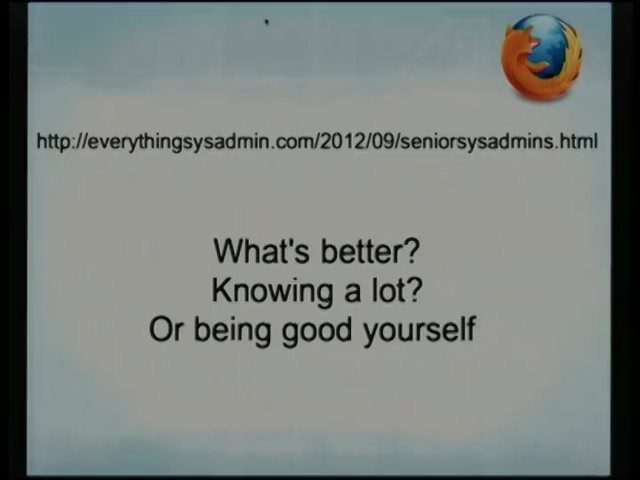 http://everythingsysadmin.com/2012/09/seniorsysadmins.html
What's better?
Knowing a lot?
Or being good yourself